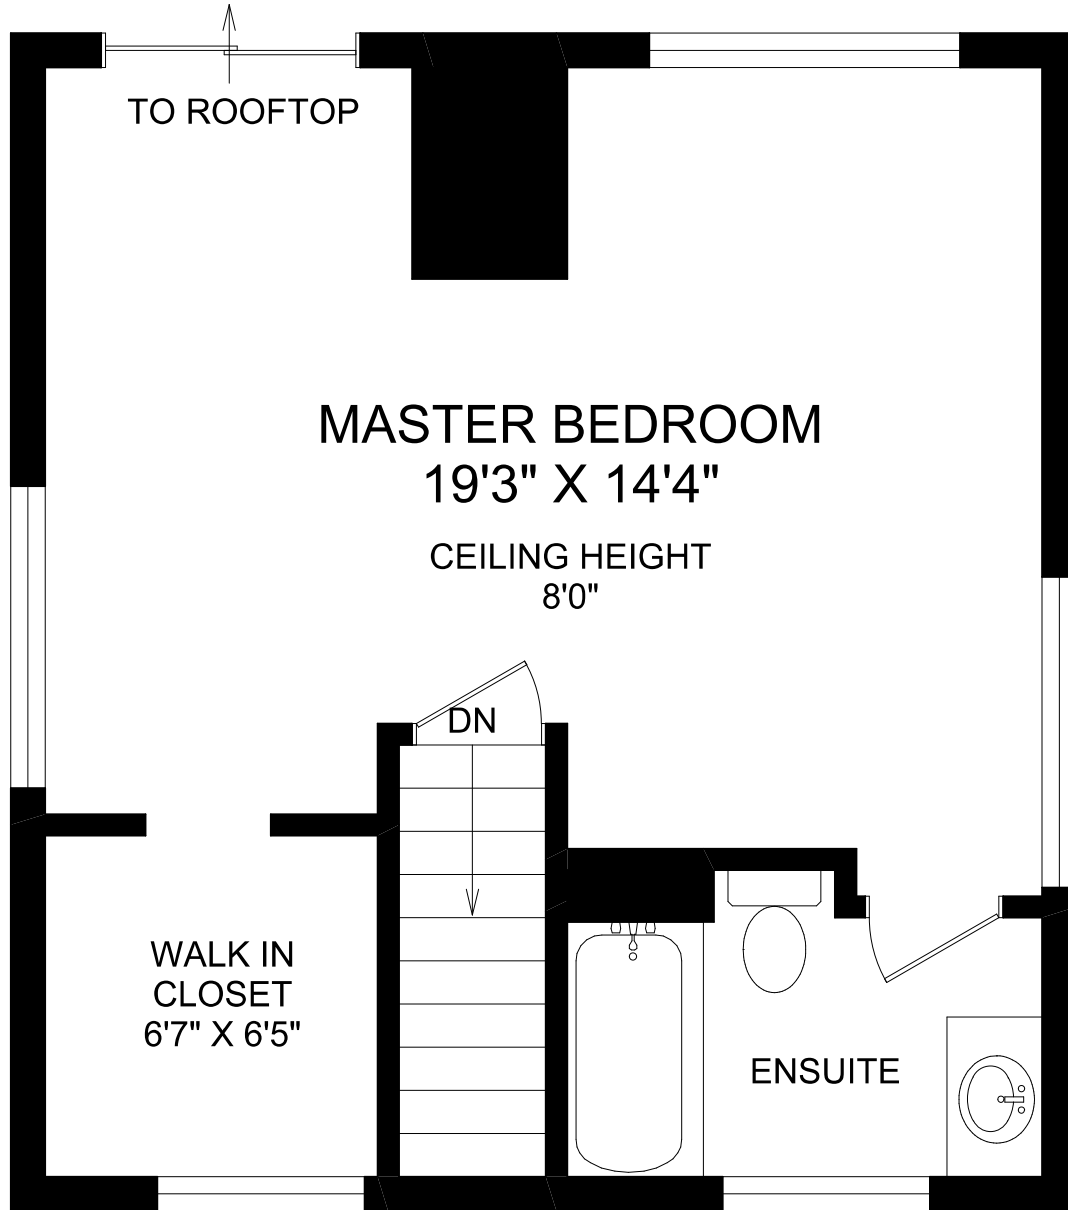 TO ROOFTOP
MASTER BEDROOM
19'3" X 14'4"
CEILING HEIGHT
8'0"
DN
WALK IN
CLOSET
6'7" X 6'5"
ENSUITE